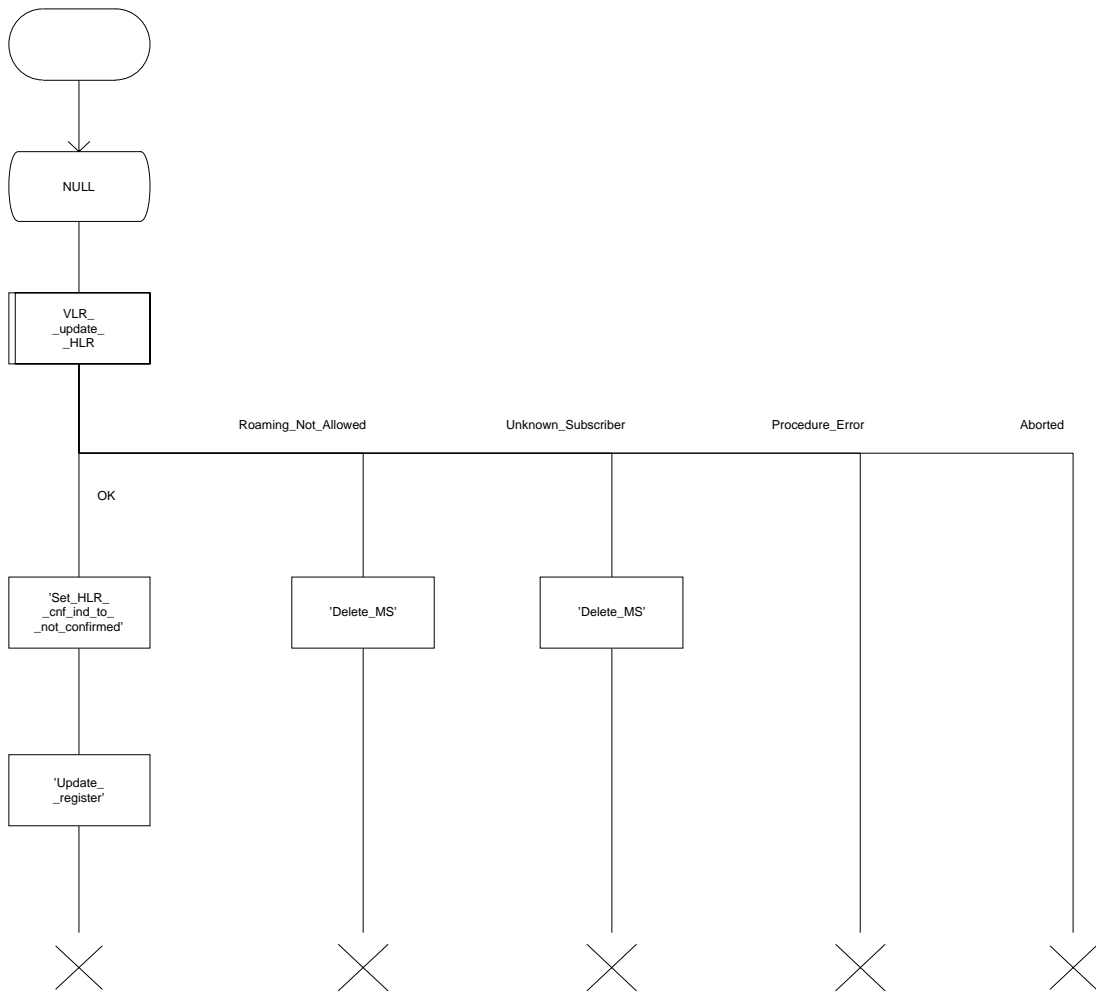 NULL
VLR_
_update_
_HLR
Roaming_Not_Allowed
Unknown_Subscriber
Procedure_Error
Aborted
OK
'Set_HLR_
_cnf_ind_to_
_not_confirmed'
'Delete_MS'
'Delete_MS'
'Update_
_register'